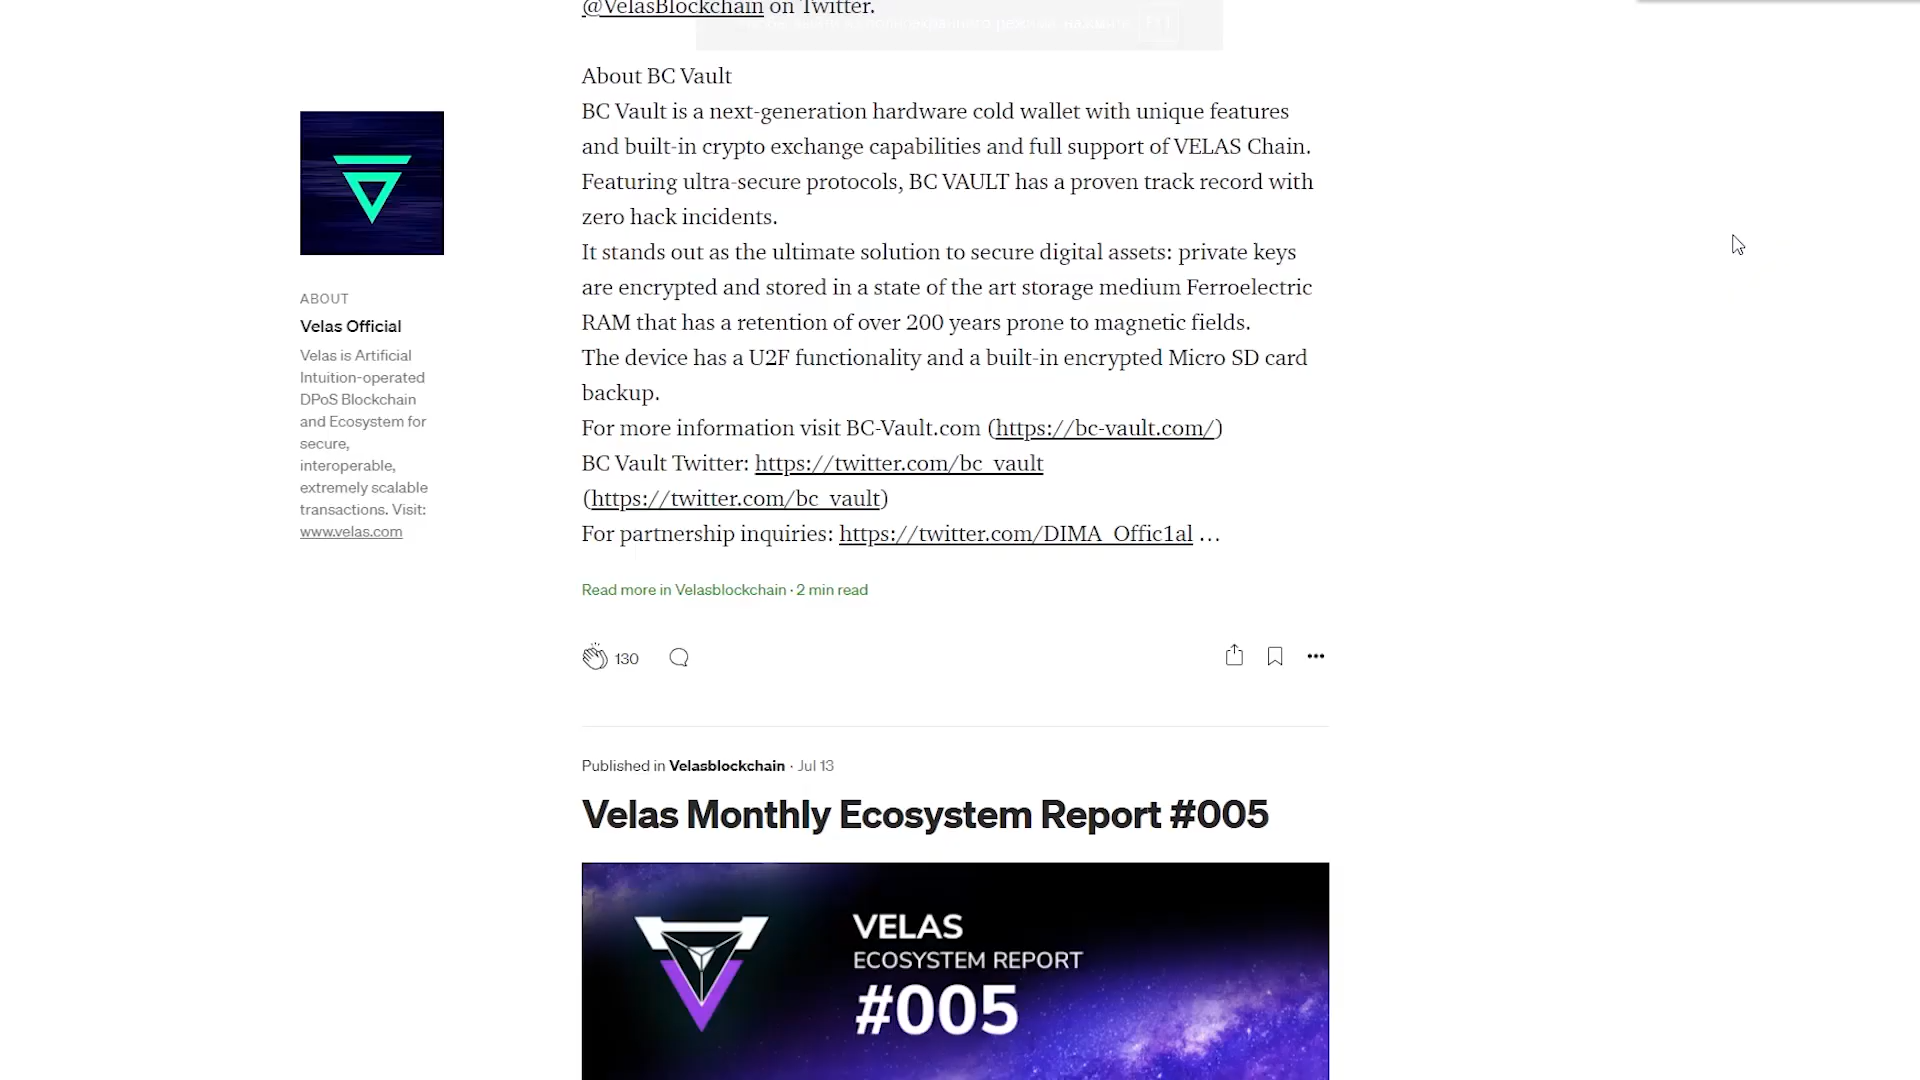 @VelasBlockchain on Twitter.
About BC Vault
BC Vault is a next-generation hardware cold wallet with unique features
and built-in crypto exchange capabilities and full support of VELAS Chain.
Featuring ultra-secure protocols, BC VAULT has a proven track record with
zero hack incidents.
It stands out as the ultimate solution to secure digital assets: private keys
are encrypted and stored in a state of the art storage medium Ferroelectric
RAM that has a retention of over 200 years prone to magnetic fields.
The device has a U2F functionality and a built-in encrypted Micro SD card
backup.
For more information visit BC-Vault.com (https://bc-vault.com/)
BC Vault Twitter: https://twitter.com/bc_vault
(https://twitter.com/bc_vault)
For partnership inquiries: https://twitter.com/DIMA_Offic1al …
Read more in Velasblockchain · 2 min read
130
Published in Velasblockchain · Jul 13
Velas Monthly Ecosystem Report #005
VELAS
ECOSYSTEM REPORT
#005
ABOUT
Velas Official
Velas is Artificial
Intuition-operated
DPoS Blockchain
and Ecosystem for
secure,
interoperable,
extremely scalable
transactions. Visit:
www.velas.com